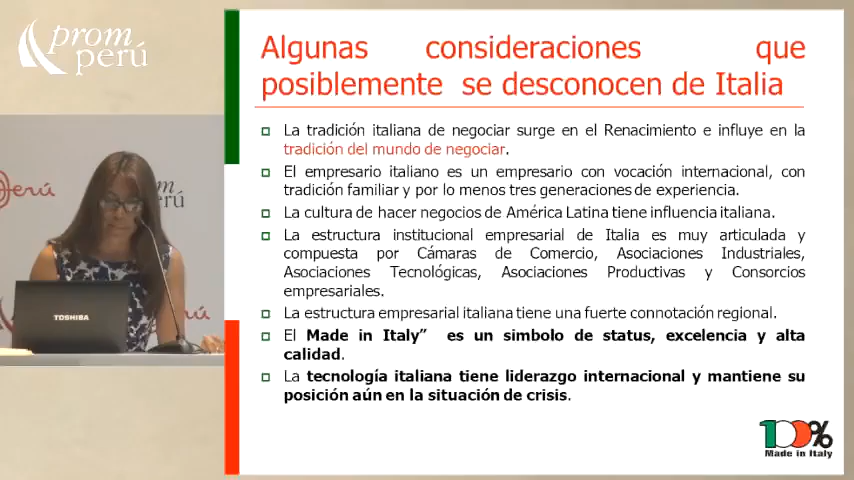 prom
perú
Algunas consideraciones que
posiblemente se desconocen de Italia
La tradición italiana de negociar surge en el Renacimiento e influye en la
tradición del mundo de negociar.
El empresario italiano es un empresario con vocación internacional, con
tradición familiar y por lo menos tres generaciones de experiencia.
La cultura de hacer negocios de América Latina tiene influencia italiana.
La estructura institucional empresarial de Italia es muy articulada y
compuesta por Cámaras de Comercio, Asociaciones Industriales,
Asociaciones Tecnológicas, Asociaciones Productivas y Consorcios
empresariales.
La estructura empresarial italiana tiene una fuerte connotación regional.
El Made in Italy” es un simbolo de status, excelencia y alta
calidad.
La tecnología italiana tiene liderazgo internacional y mantiene su
posición aún en la situación de crisis.
100%
Made in Italy
TOSHIBA